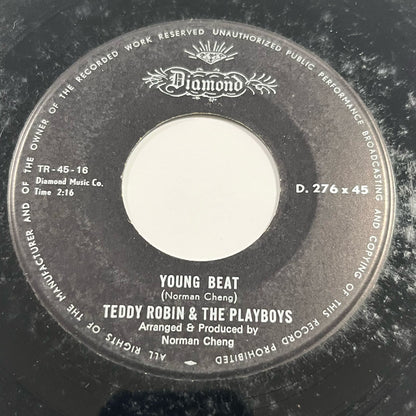 ALL RIGHTS OF THE MANUFACTURER AND OF THE OWNER OF THE RECORDED WORK RESERVED UNAUTHORIZED PUBLIC PERFORMANCE BROADCASTING AND COPYING OF THIS RECORD PROHIBITED
Diamond
TR-45-16
Diamond Music Co.
Time 2:16
D. 276 x 45
YOUNG BEAT
(Norman Cheng)
TEDDY ROBIN & THE PLAYBOYS
Arranged & Produced by
Norman Cheng